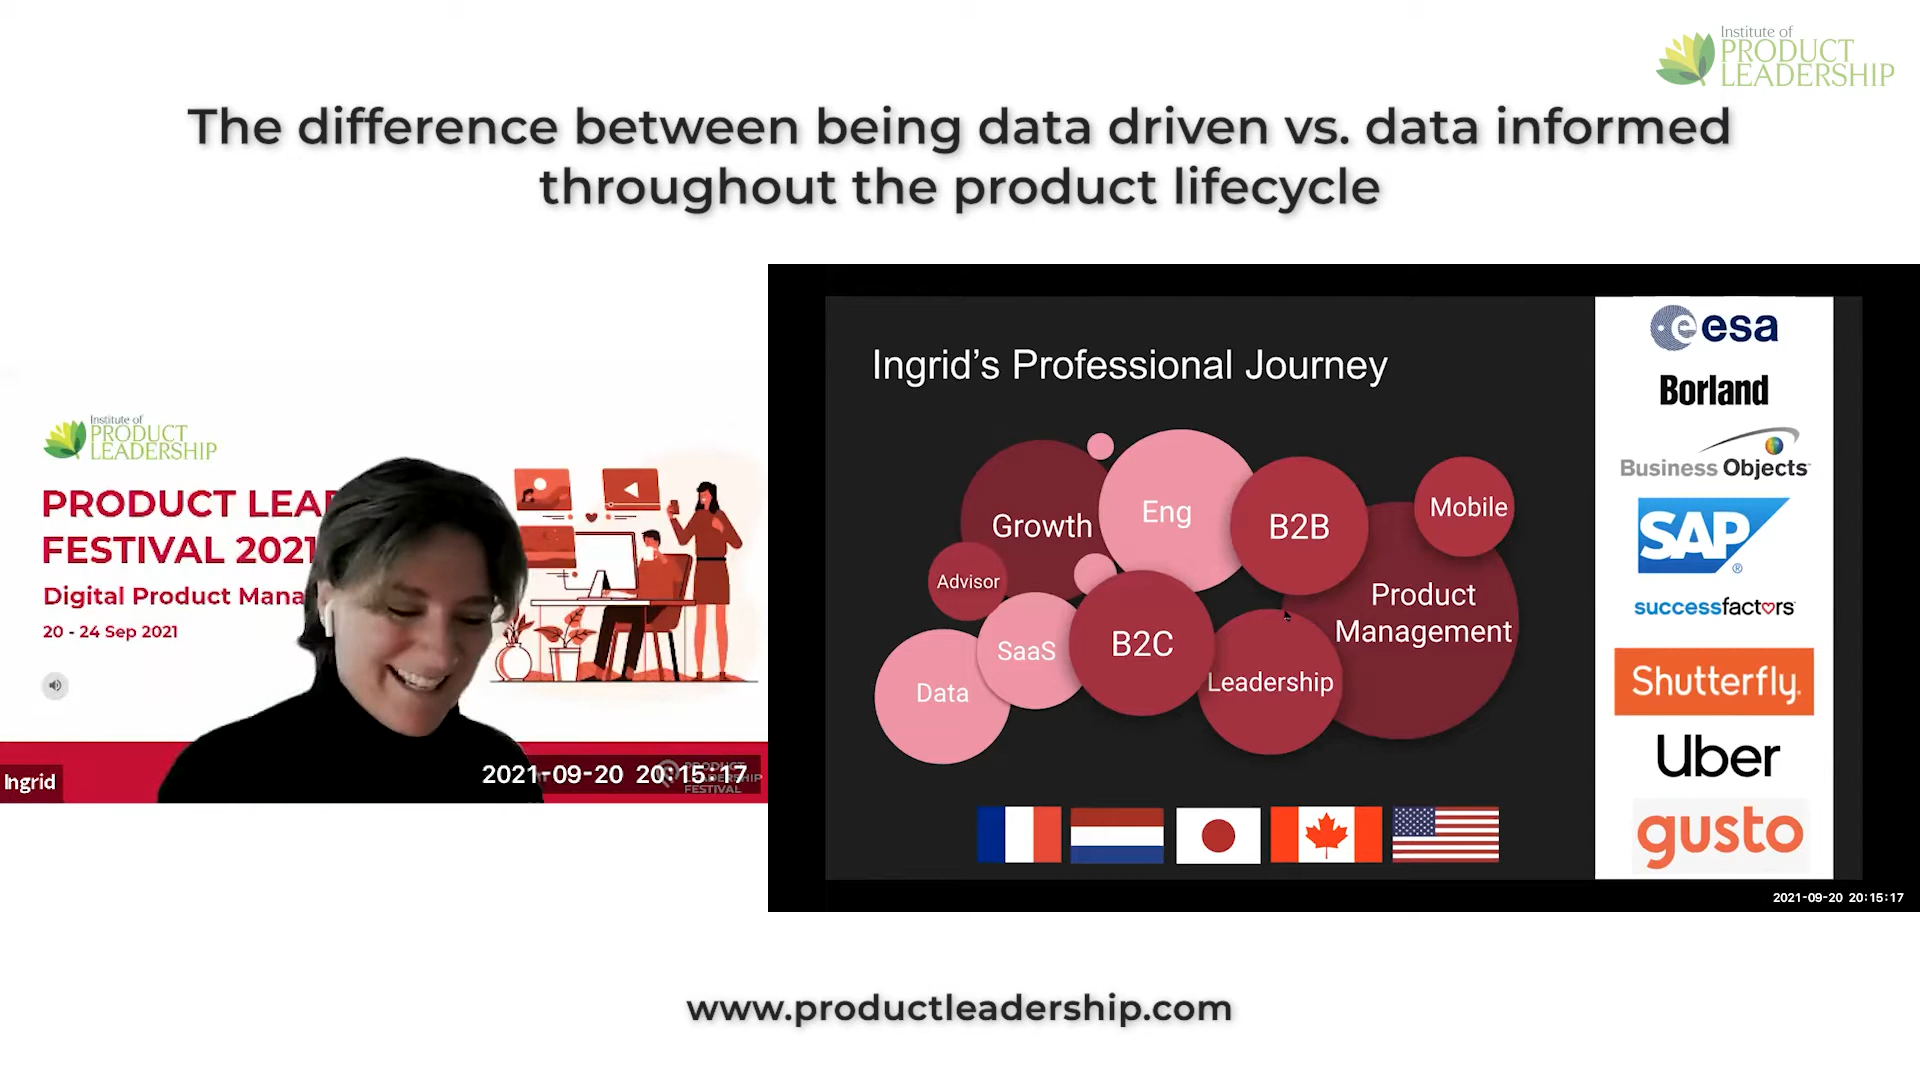 Institute of
PRODUCT
LEADERSHIP
The difference between being data driven vs. data informed
throughout the product lifecycle
Institute of
PRODUCT
LEADERSHIP
PRODUCT LEA
FESTIVAL 2021
Digital Product Mana
20 - 24 Sep 2021
Ingrid
2021-09-20 20:15:17
PRODUCT
LEADERSHIP
FESTIVAL
Ingrid's Professional Journey
Growth
Eng
B2B
Mobile
Advisor
Product
Management
SaaS
B2C
Leadership
Data
esa
Borland
Business Objects
SAP®
successfactors
Shutterfly.
Uber
gusto
2021-09-20 20:15:17
www.productleadership.com